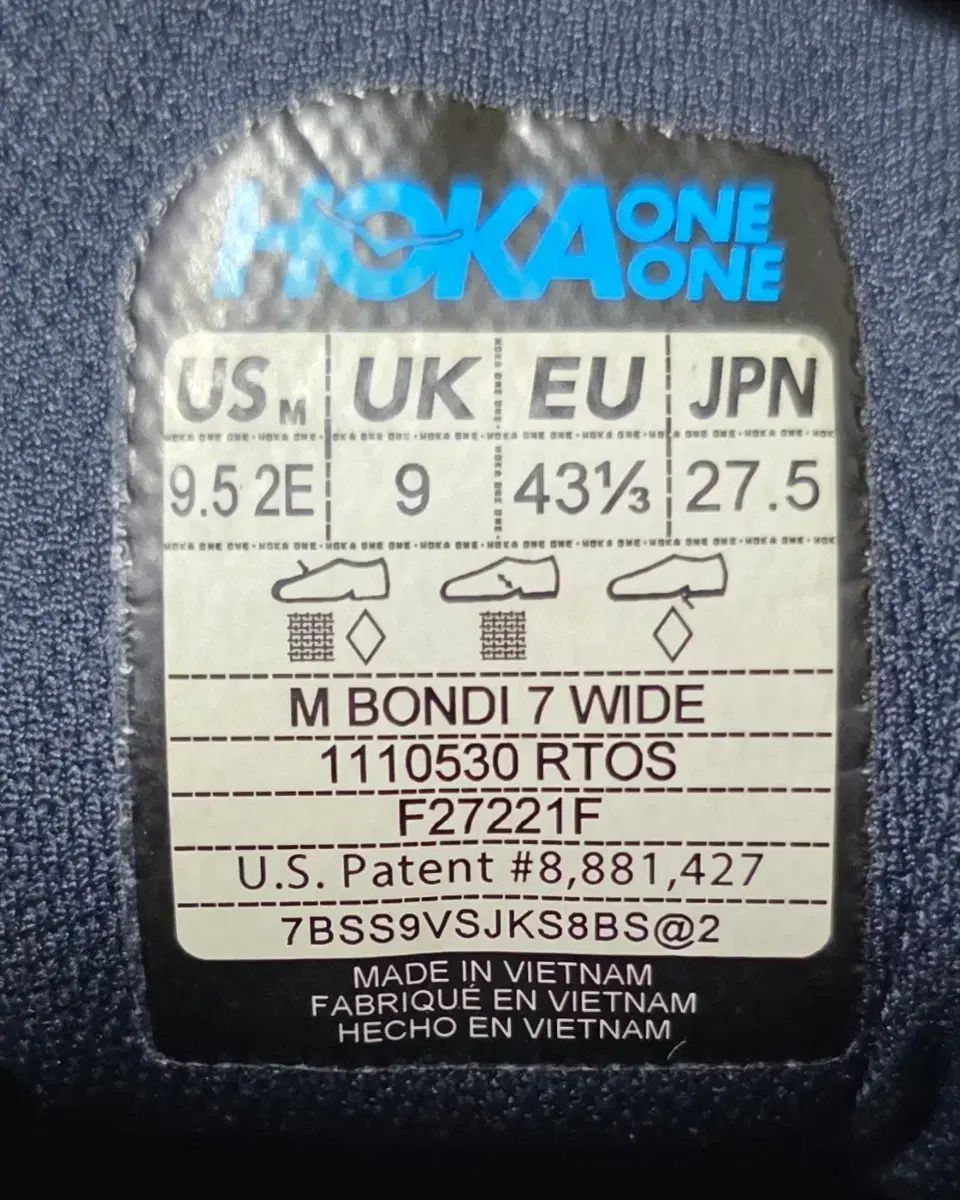 HOKA ONE ONE
US M UK EU JPN
9.5 2E 9 43⅓ 27.5
M BONDI 7 WIDE
1110530 RTOS
F27221F
U.S. Patent #8,881,427
7BSS9VSJKS8BS@2
MADE IN VIETNAM
FABRIQUÉ EN VIETNAM
HECHO EN VIETNAM